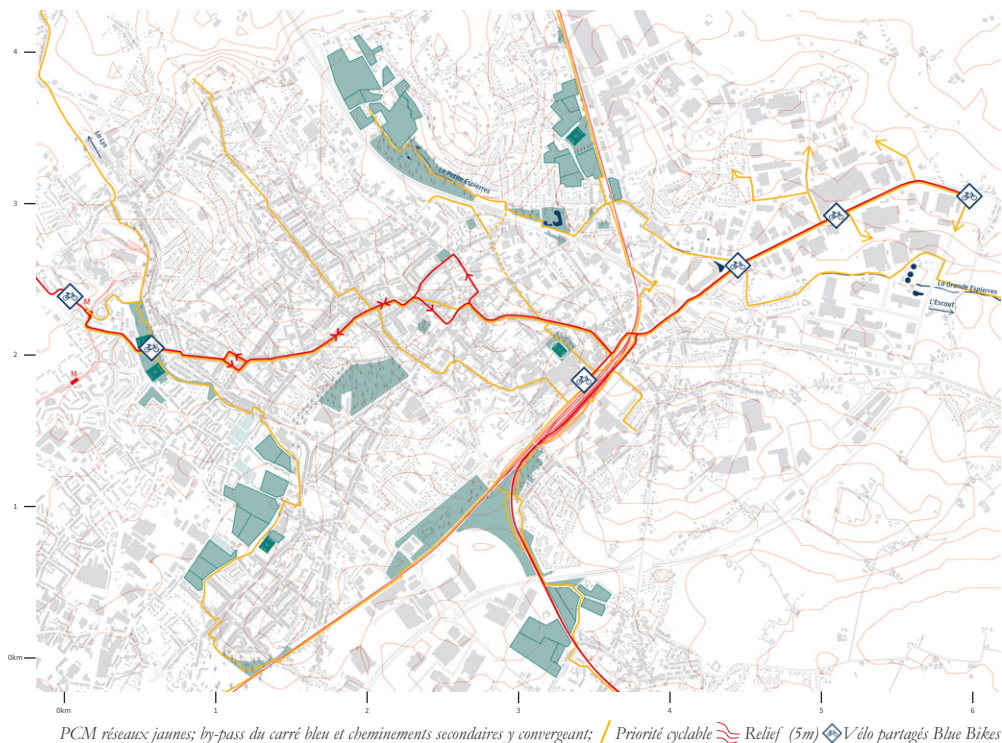 4
La Lys
La Petite Espierres
3
M
La Grande Espierres
L'Escaut
2
M
1
0km
0km
1
2
3
4
5
6
PCM réseaux jaunes; by-pass du carré bleu et cheminements secondaires y convergeant; Priorité cyclable Relief (5m) Vélo partagés Blue Bikes